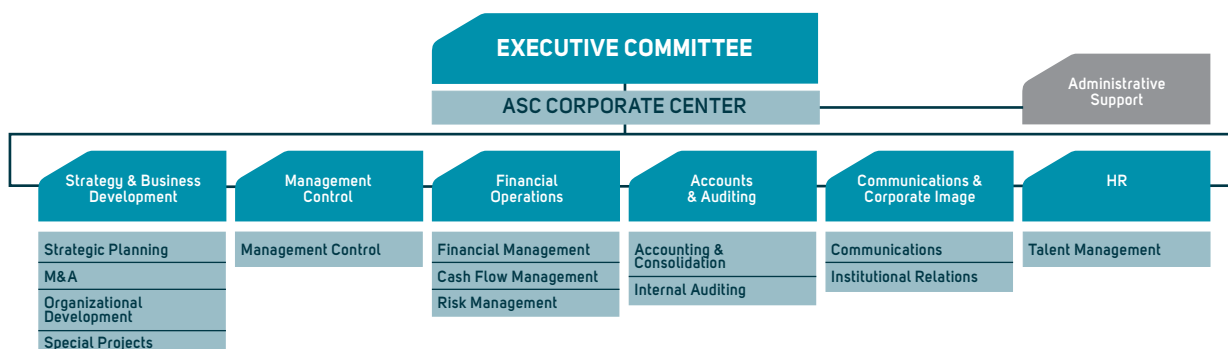 EXECUTIVE COMMITTEE
ASC CORPORATE CENTER
Administrative
Support
Strategy & Business
Development
Management
Control
Financial
Operations
Accounts
& Auditing
Communications &
Corporate Image
HR
Strategic Planning
M&A
Organizational
Development
Special Projects
Management Control
Financial Management
Cash Flow Management
Risk Management
Accounting &
Consolidation
Internal Auditing
Communications
Institutional Relations
Talent Management